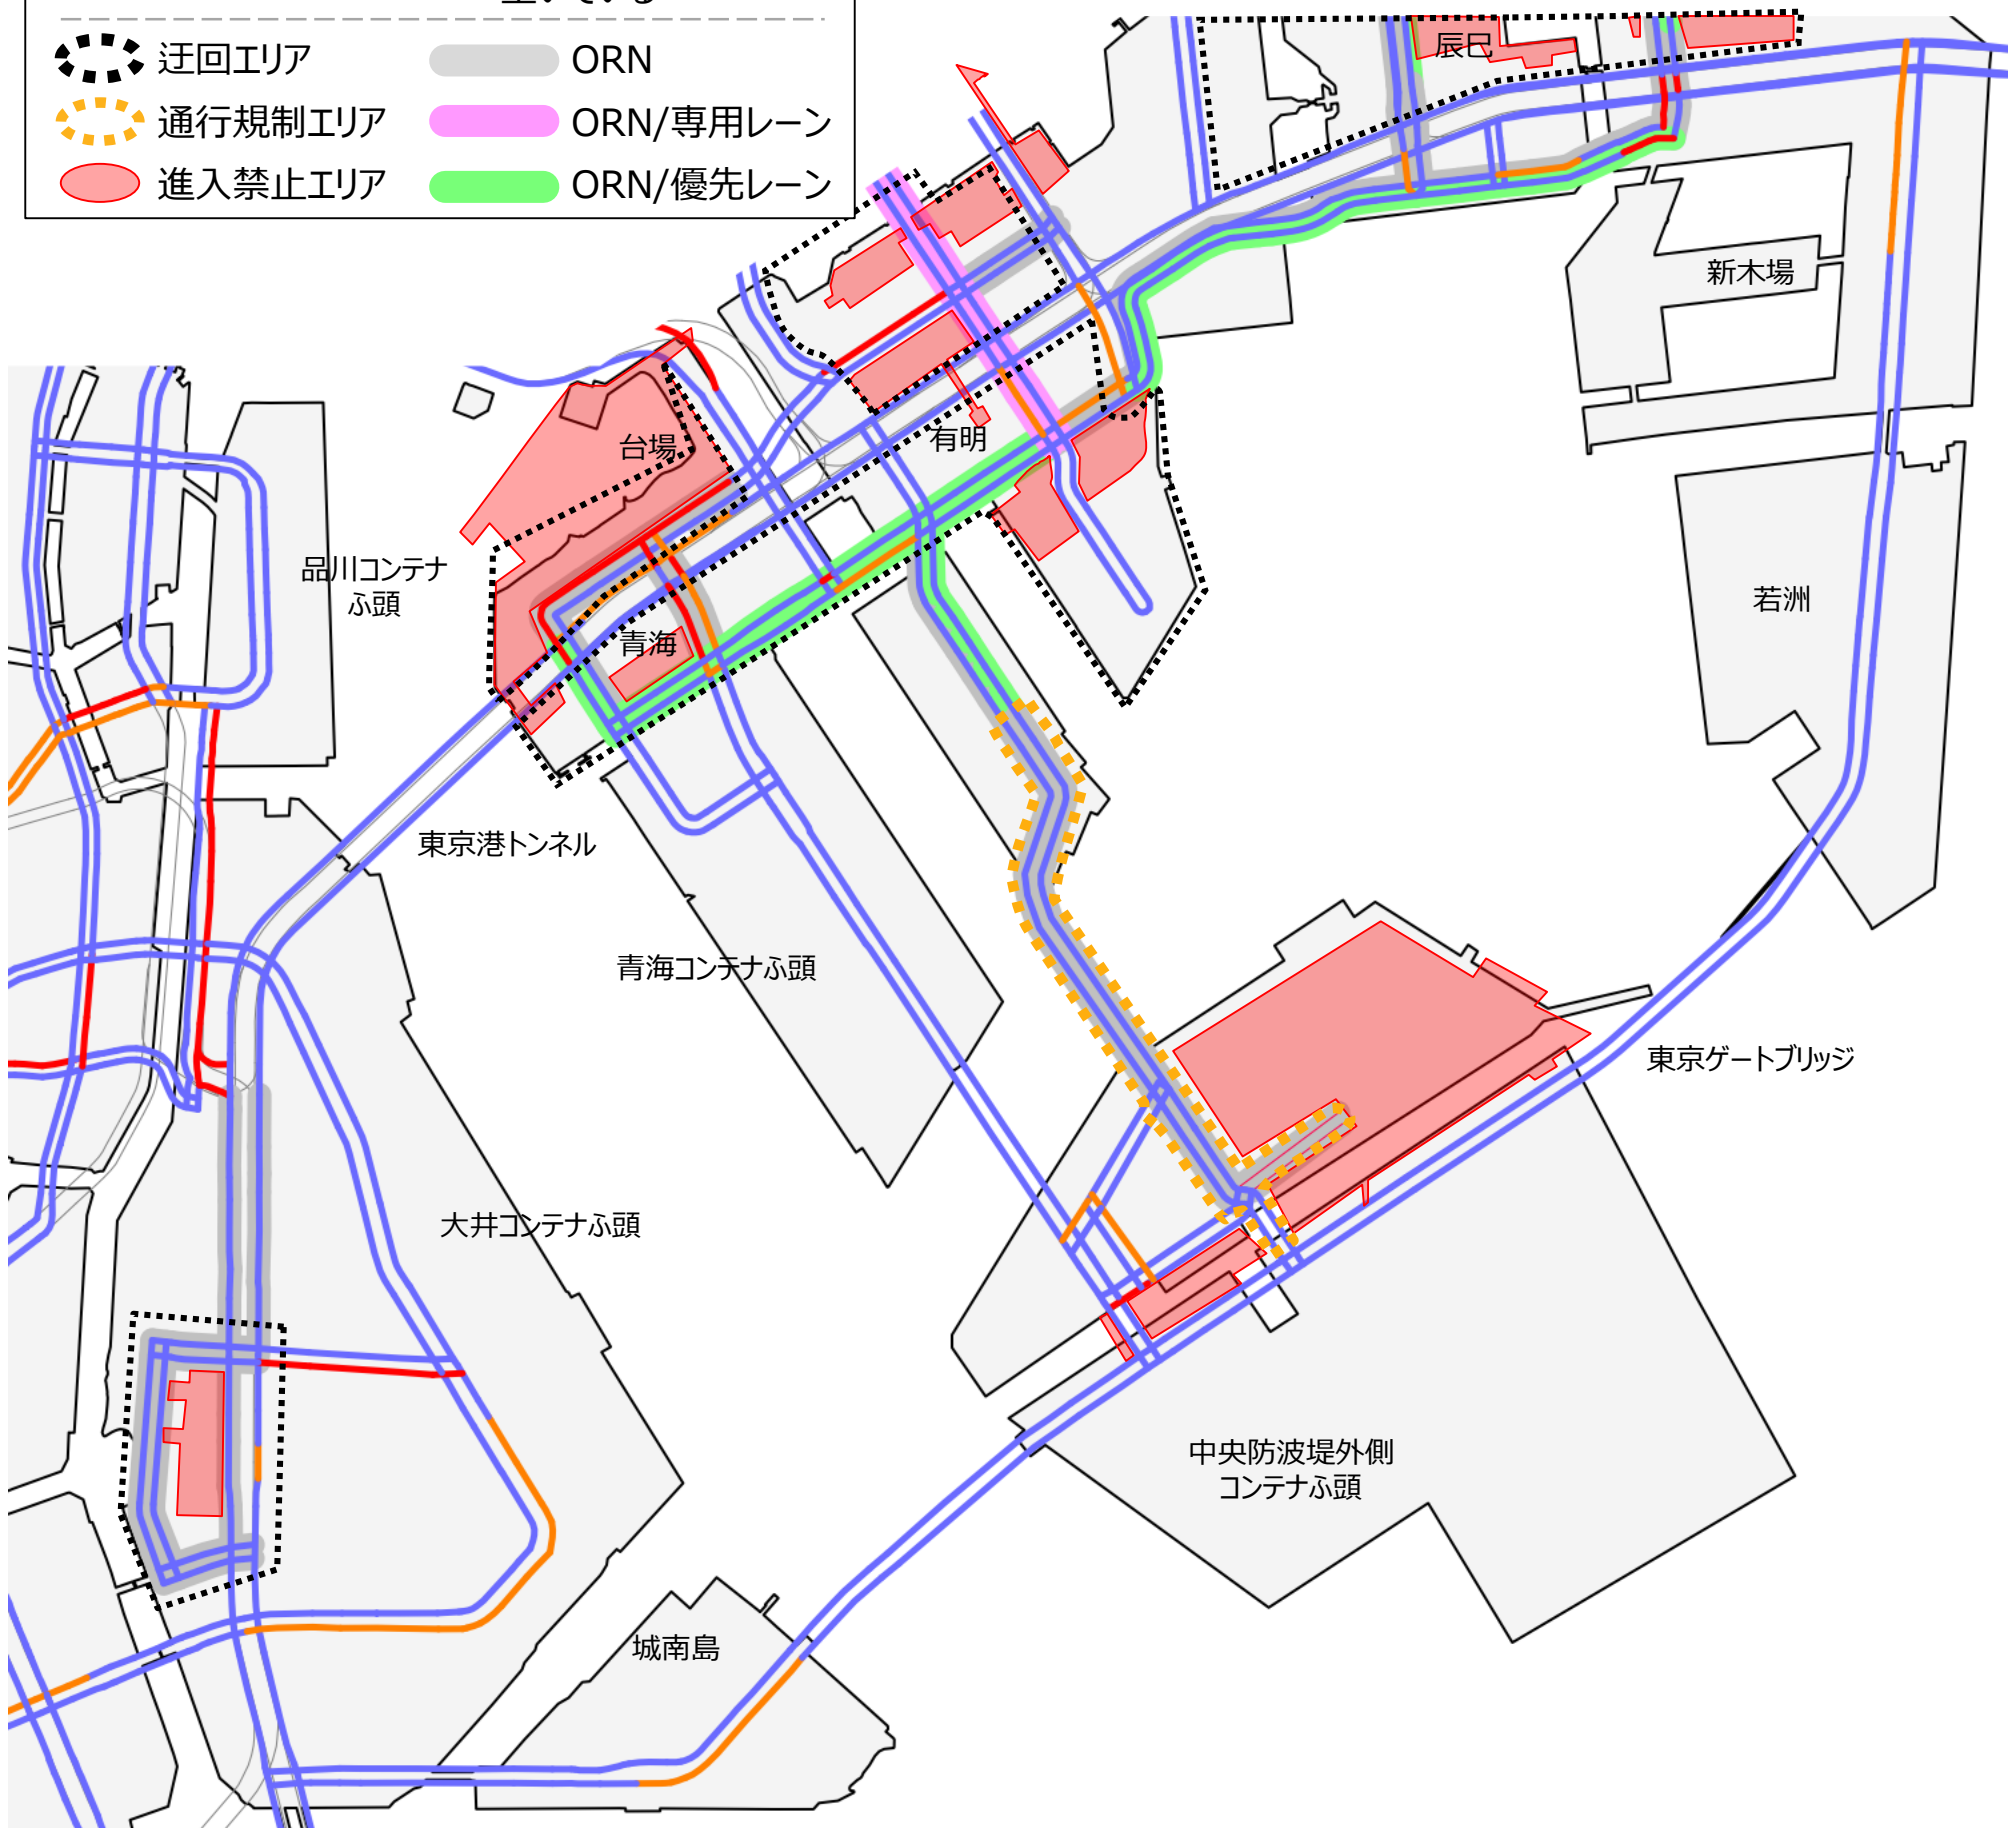 空いている
迂回エリア
ORN
通行規制エリア
ORN/専用レーン
進入禁止エリア
ORN/優先レーン
辰巳
新木場
有明
台場
品川コンテナ
ふ頭
若洲
青海
東京港トンネル
青海コンテナふ頭
東京ゲートブリッジ
大井コンテナふ頭
中央防波堤外側
コンテナふ頭
城南島